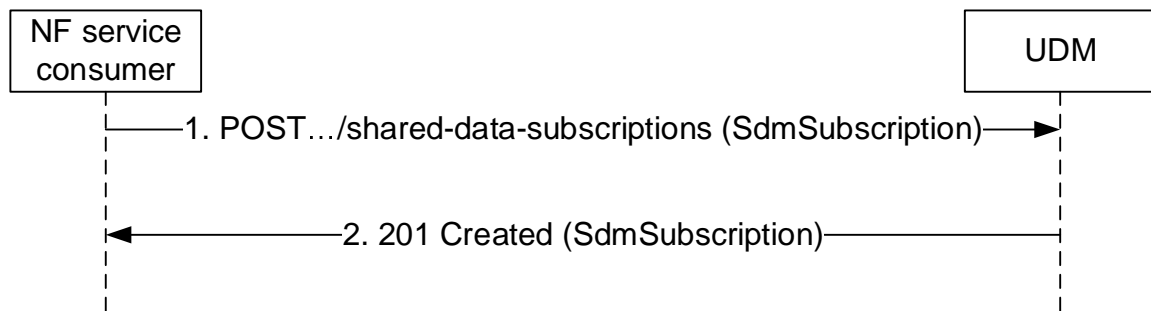 NF service
consumer
UDM
1. POST…/shared-data-subscriptions (SdmSubscription)
2. 201 Created (SdmSubscription)